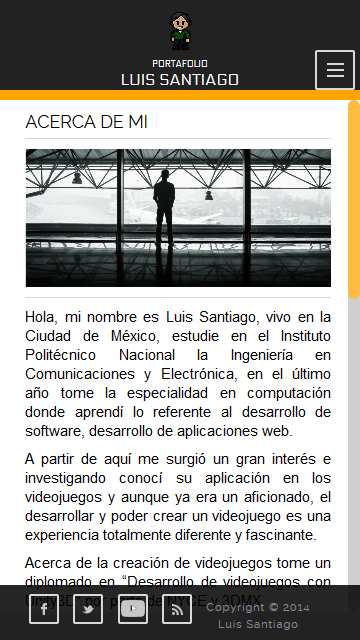 PORTAFOLIO
LUIS SANTIAGO
ACERCA DE MI
Hola, mi nombre es Luis Santiago, vivo en la
Ciudad de México, estudie en el Instituto
Politécnico Nacional la Ingeniería en
Comunicaciones y Electrónica, en el último
año tome la especialidad en computación
donde aprendí lo referente al desarrollo de
software, desarrollo de aplicaciones web.
A partir de aquí me surgió un gran interés e
investigando conocí su aplicación en los
videojuegos y aunque ya era un aficionado, el
desarrollar y poder crear un videojuego es una
experiencia totalmente diferente y fascinante.
Acerca de la creación de videojuegos tome un
diplomado en “Desarrollo de videojuegos con
Unity3D” por parte de NYCE y 3DMX
Copyright © 2014
Luis Santiago